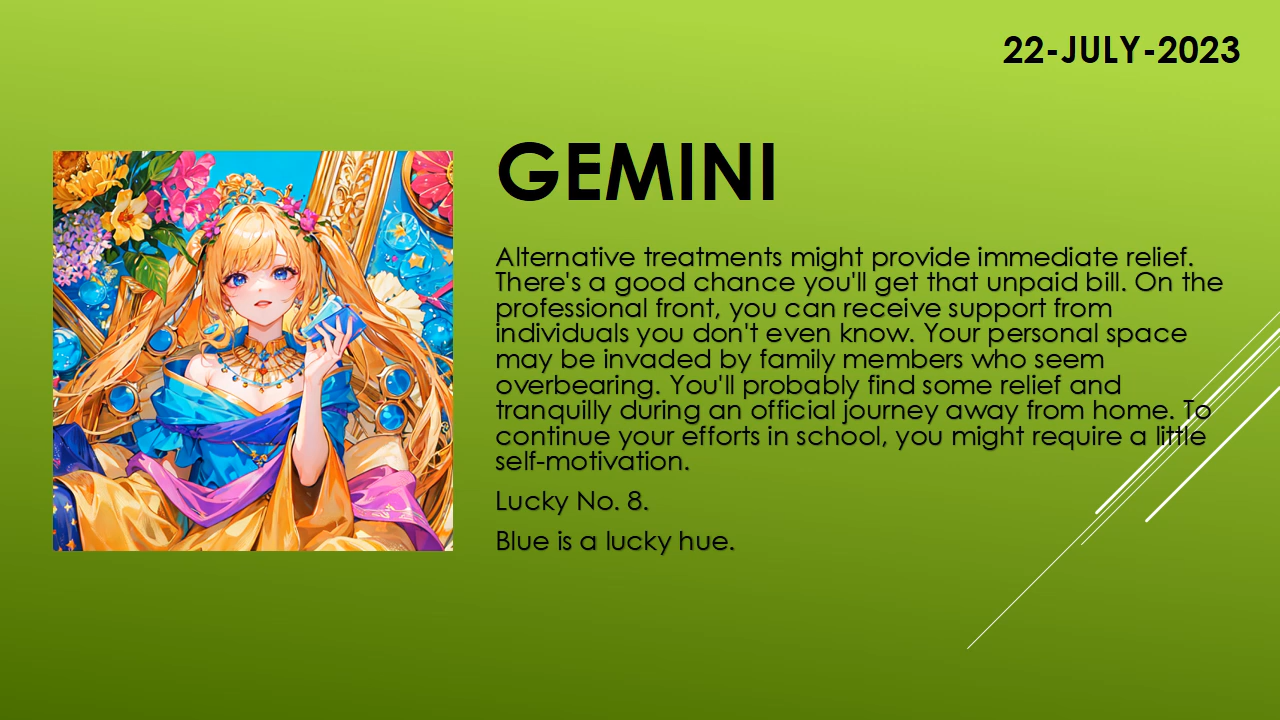 22-JULY-2023
GEMINI
Alternative treatments might provide immediate relief.
There's a good chance you'll get that unpaid bill. On the
professional front, you can receive support from
individuals you don't even know. Your personal space
may be invaded by family members who seem
overbearing. You'll probably find some relief and
tranquilly during an official journey away from home. To
continue your efforts in school, you might require a little
self-motivation.
Lucky No. 8.
Blue is a lucky hue.